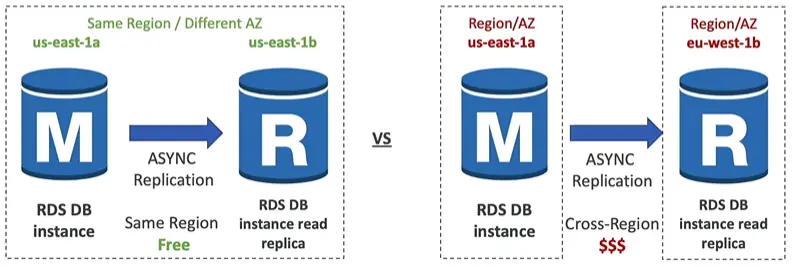 Same Region / Different AZ
us-east-1a
us-east-1b
M
R
ASYNC
Replication
RDS DB
instance
Same Region
Free
RDS DB
instance read
replica
VS
Region/AZ
us-east-1a
Region/AZ
eu-west-1b
M
R
ASYNC
Replication
RDS DB
instance
Cross-Region
$$$
RDS DB
instance read
replica